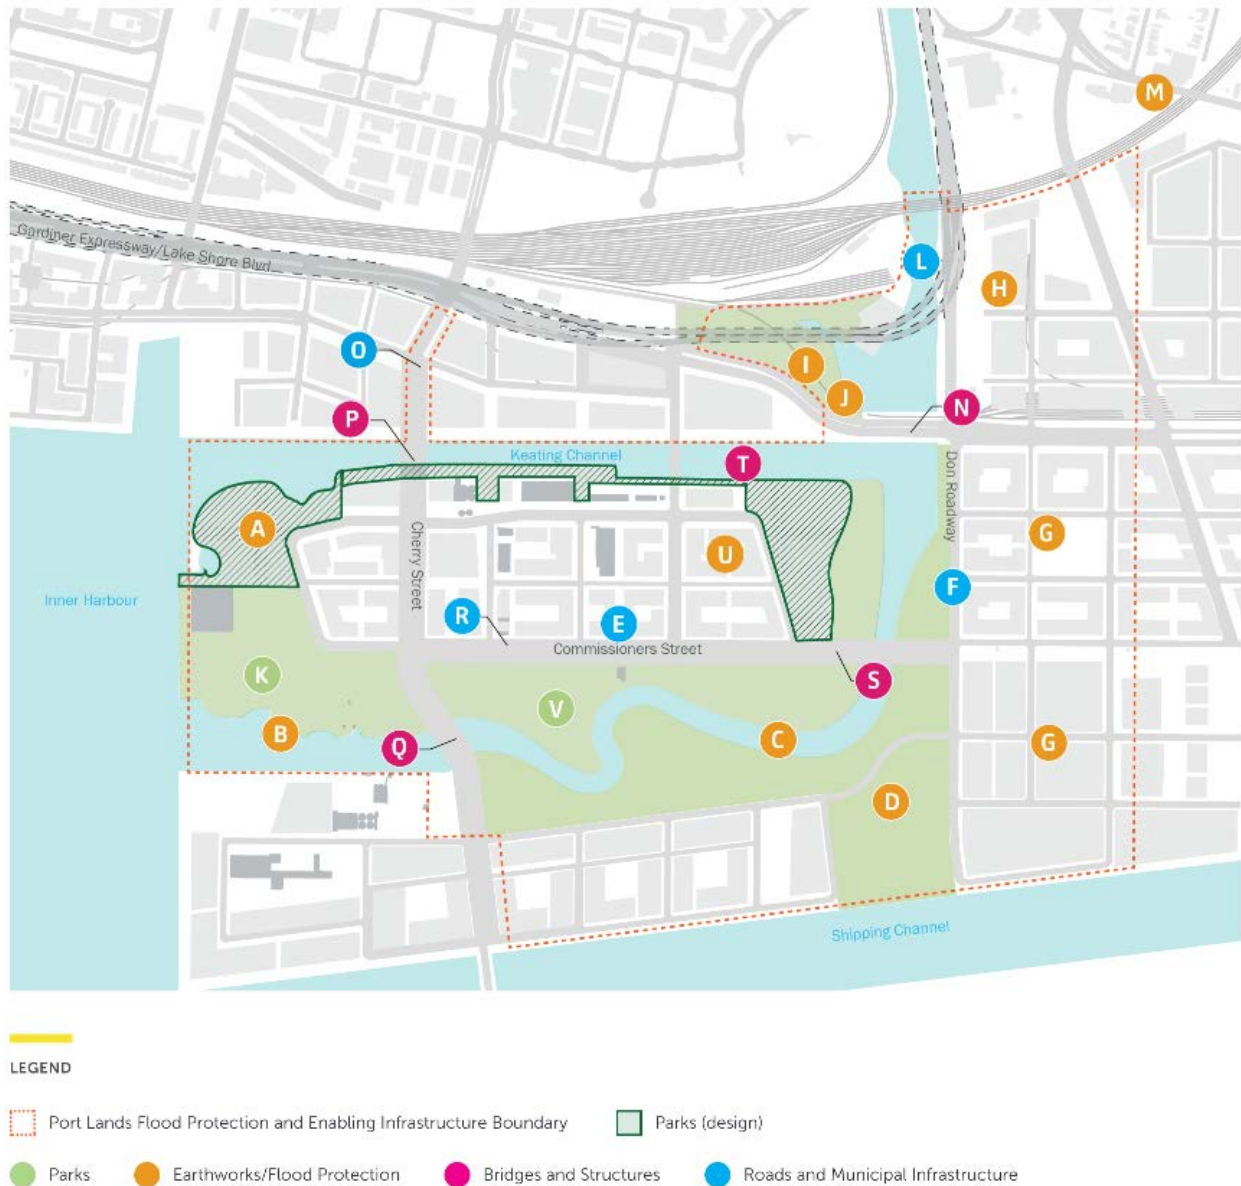 M
L
H
Gardiner Expressway/Lake Shore Blvd
O
I
J
N
P
Keating Channel
T
Don Roadway
A
Cherry Street
U
G
Inner Harbour
R
E
F
Commissioners Street
K
V
S
B
Q
C
G
D
Shipping Channel
LEGEND
Port Lands Flood Protection and Enabling Infrastructure Boundary
Parks (design)
Parks
Earthworks/Flood Protection
Bridges and Structures
Roads and Municipal Infrastructure